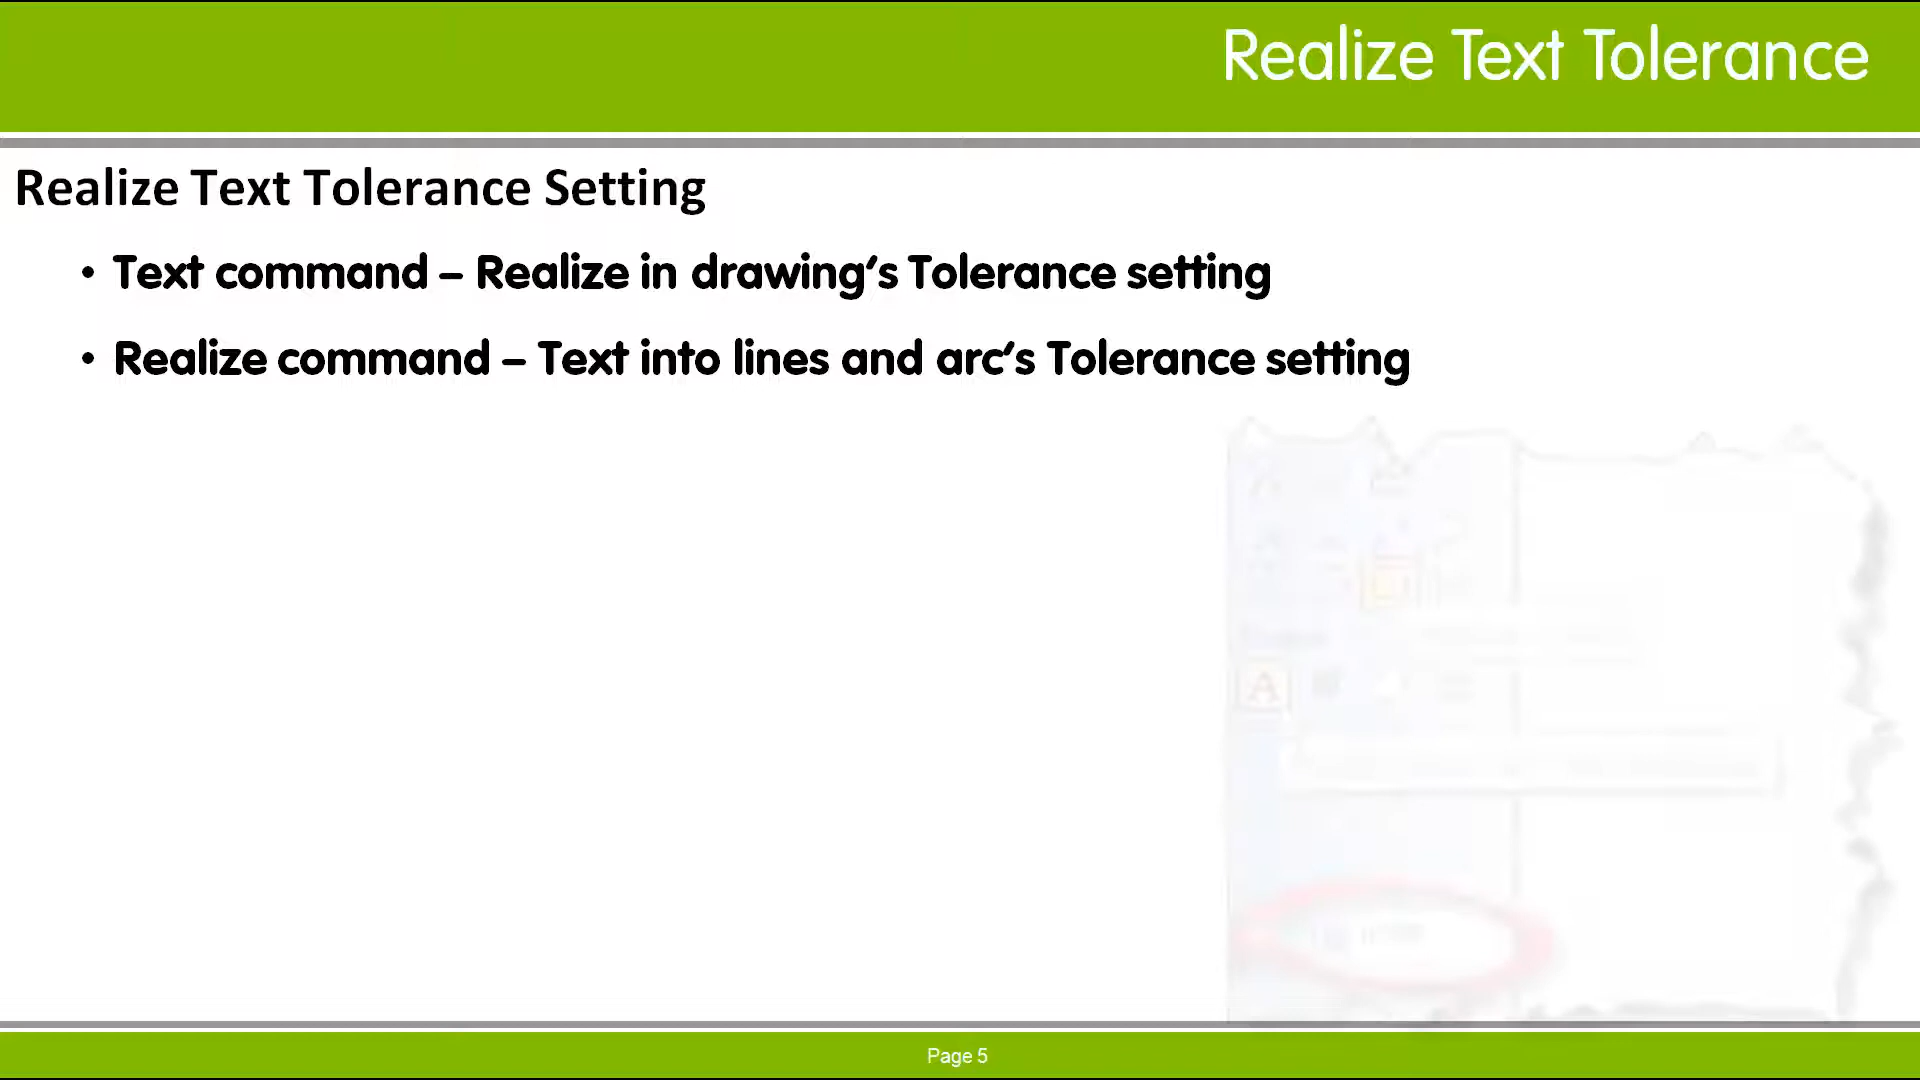 Realize Text Tolerance
Realize Text Tolerance Setting
• Text command – Realize in drawing's Tolerance setting
• Realize command – Text into lines and arc's Tolerance setting
A
Page 5